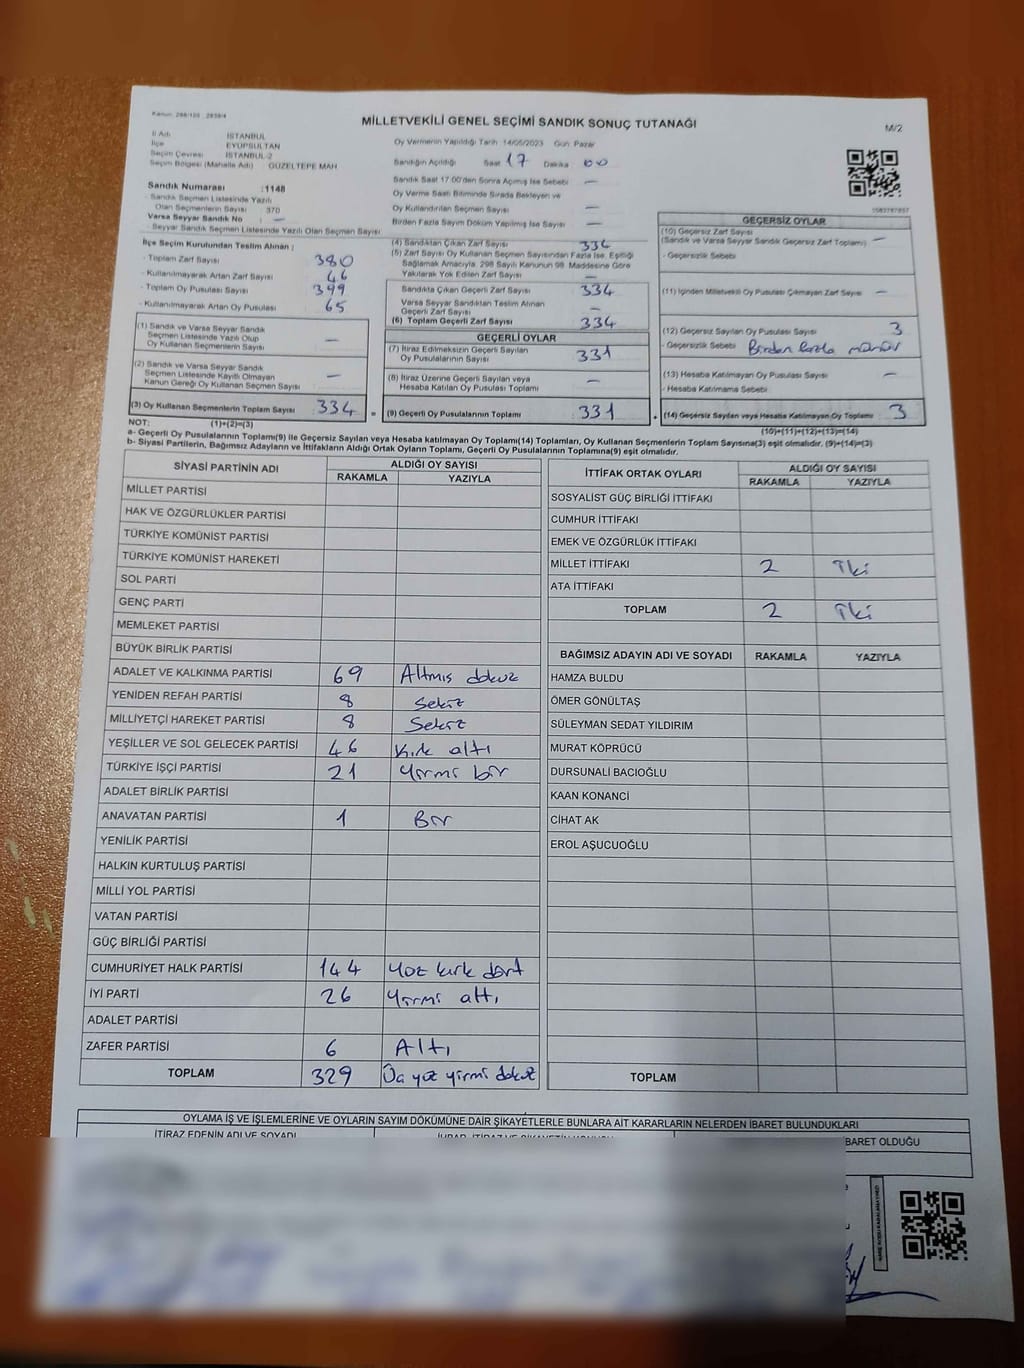 MİLLETVEKİLİ GENEL SEÇİMİ SANDIK SONUÇ TUTANAĞI
M/2
İl Adı : İSTANBUL
İlçe : EYÜPSULTAN
Seçim Çevresi : İSTANBUL-2
Seçim Bölgesi (Mahalle Adı) : GÜZELTEPE MAH
Sandık Numarası : 1148
- Sandık Seçmen Listesinde Yazılı
Olan Seçmenlerin Sayısı : 370
Varsa Seyyar Sandık No : —
- Seyyar Sandık Seçmen Listesinde Yazılı Olan Seçmen Sayısı :
Oy Vermenin Yapıldığı Tarih : 14/05/2023 Gün: Pazar
Sandığın Açıldığı Saat 17 Dakika 00
Sandık Saat 17:00'den Sonra Açılmış İse Sebebi —
Oy Verme Saati Bitiminde Sırada Bekleyen ve
Oy Kullandırılan Seçmen Sayısı —
Birden Fazla Sayım Döküm Yapılmış İse Sayısı —
İlçe Seçim Kurulundan Teslim Alınan ;
- Toplam Zarf Sayısı 380
- Kullanılmayarak Artan Zarf Sayısı 46
- Toplam Oy Pusulası Sayısı 399
- Kullanılmayarak Artan Oy Pusulası 65
(1) Sandık ve Varsa Seyyar Sandık
Seçmen Listesinde Yazılı Olup
Oy Kullanan Seçmenlerin Sayısı —
(2) Sandık ve Varsa Seyyar Sandık
Seçmen Listesinde Kayıtlı Olmayan
Kanun Gereği Oy Kullanan Seçmen Sayısı —
(3) Oy Kullanan Seçmenlerin Toplam Sayısı 334 =
(1)+(2)=(3)
(4) Sandıktan Çıkan Zarf Sayısı 334
(5) Zarf Sayısı Oy Kullanan Seçmen Sayısından Fazla İse, Eşitliği
Sağlamak Amacıyla, 298 Sayılı Kanunun 98. Maddesine Göre
Yakılarak Yok Edilen Zarf Sayısı —
Sandıkta Çıkan Geçerli Zarf Sayısı 334
Varsa Seyyar Sandıktan Teslim Alınan
Geçerli Zarf Sayısı —
(6) Toplam Geçerli Zarf Sayısı 334
GEÇERLİ OYLAR
(7) İtiraz Edilmeksizin Geçerli Sayılan
Oy Pusulalarının Sayısı 331
(8) İtiraz Üzerine Geçerli Sayılan veya
Hesaba Katılan Oy Pusulası Toplamı —
(9) Geçerli Oy Pusulalarının Toplamı 331 +
GEÇERSİZ OYLAR
(10) Geçersiz Zarf Sayısı
(Sandık ve Varsa Seyyar Sandık Geçersiz Zarf Toplamı) —
- Geçersizlik Sebebi
(11) İçinden Milletvekili Oy Pusulası Çıkmayan Zarf Sayısı —
(12) Geçersiz Sayılan Oy Pusulası Sayısı 3
- Geçersizlik Sebebi Birden fazla mühür
(13) Hesaba Katılmayan Oy Pusulası Sayısı —
- Hesaba Katılmama Sebebi
(14) Geçersiz Sayılan veya Hesaba Katılmayan Oy Toplamı 3
(10)+(11)+(12)+(13)=(14)
NOT:
a- Geçerli Oy Pusulalarının Toplamı(9) ile Geçersiz Sayılan veya Hesaba katılmayan Oy Toplamı(14) Toplamları, Oy Kullanan Seçmenlerin Toplam Sayısına(3) eşit olmalıdır. (9)+(14)=(3)
b- Siyasi Partilerin, Bağımsız Adayların ve İttifakların Aldığı Ortak Oyların Toplamı, Geçerli Oy Pusulalarının Toplamına(9) eşit olmalıdır.
SİYASİ PARTİNİN ADI ALDIĞI OY SAYISI
RAKAMLA YAZIYLA
MİLLET PARTİSİ
HAK VE ÖZGÜRLÜKLER PARTİSİ
TÜRKİYE KOMÜNİST PARTİSİ
TÜRKİYE KOMÜNİST HAREKETİ
SOL PARTİ
GENÇ PARTİ
MEMLEKET PARTİSİ
BÜYÜK BİRLİK PARTİSİ
ADALET VE KALKINMA PARTİSİ 69 Altmış dokuz
YENİDEN REFAH PARTİSİ 8 Sekiz
MİLLİYETÇİ HAREKET PARTİSİ 8 Sekiz
YEŞİLLER VE SOL GELECEK PARTİSİ 46 Kırk altı
TÜRKİYE İŞÇİ PARTİSİ 21 Yirmi bir
ADALET BİRLİK PARTİSİ
ANAVATAN PARTİSİ 1 Bir
YENİLİK PARTİSİ
HALKIN KURTULUŞ PARTİSİ
MİLLİ YOL PARTİSİ
VATAN PARTİSİ
GÜÇ BİRLİĞİ PARTİSİ
CUMHURİYET HALK PARTİSİ 144 Yüz kırk dört
İYİ PARTİ 26 Yirmi altı
ADALET PARTİSİ
ZAFER PARTİSİ 6 Altı
TOPLAM 329 Üç yüz yirmi dokuz
İTTİFAK ORTAK OYLARI ALDIĞI OY SAYISI
RAKAMLA YAZIYLA
SOSYALİST GÜÇ BİRLİĞİ İTTİFAKI
CUMHUR İTTİFAKI
EMEK VE ÖZGÜRLÜK İTTİFAKI
MİLLET İTTİFAKI 2 İki
ATA İTTİFAKI
TOPLAM 2 İki
BAĞIMSIZ ADAYIN ADI VE SOYADI RAKAMLA YAZIYLA
HAMZA BULDU
ÖMER GÖNÜLTAŞ
SÜLEYMAN SEDAT YILDIRIM
MURAT KÖPRÜCÜ
DURSUNALİ BACIOĞLU
KAAN KONANCİ
CİHAT AK
EROL AŞUCUOĞLU
TOPLAM
OYLAMA İŞ VE İŞLEMLERİNE VE OYLARIN SAYIM DÖKÜMÜNE DAİR ŞİKAYETLERLE BUNLARA AİT KARARLARIN NELERDEN İBARET BULUNDUKLARI
İTİRAZ EDENİN ADI VE SOYADI
İBARET OLDUĞU